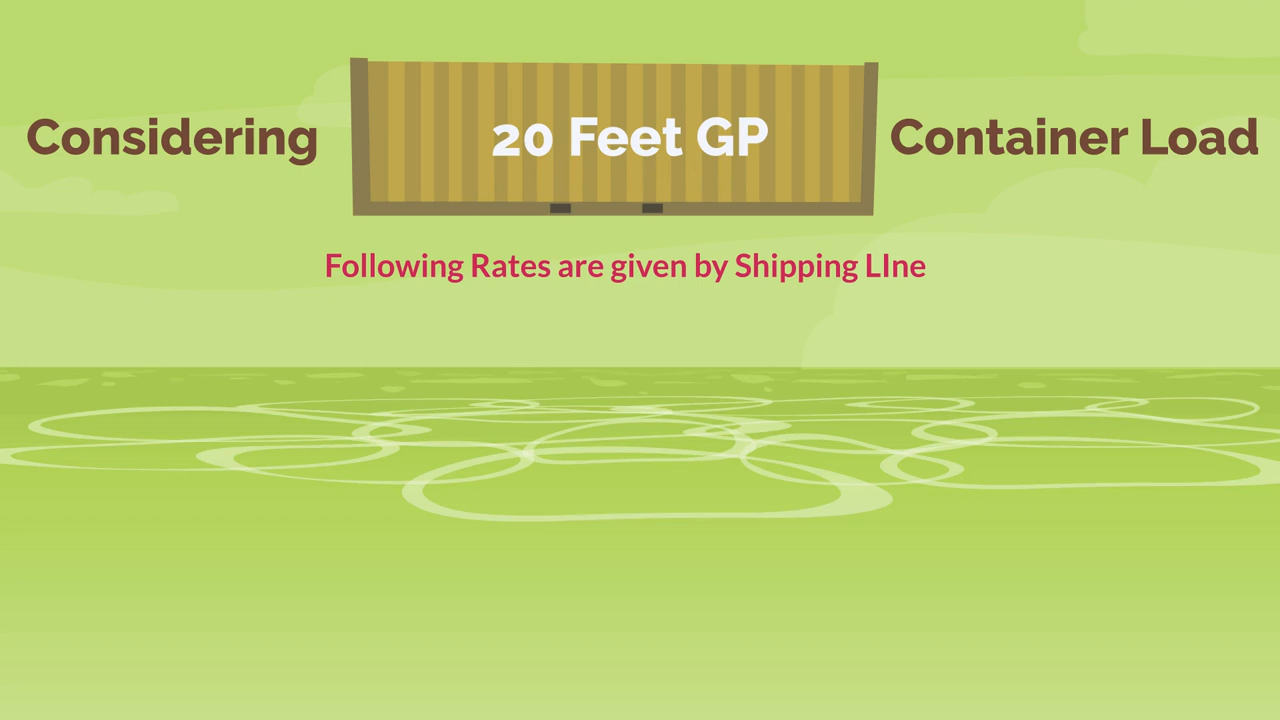 Considering 20 Feet GP Container Load
Following Rates are given by Shipping LIne